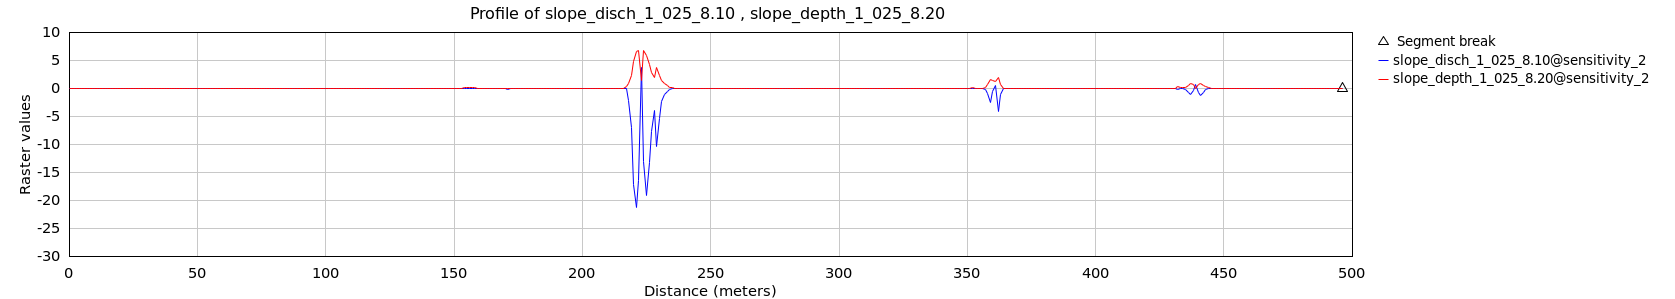 Profile of slope_disch_1_025_8.10 , slope_depth_1_025_8.20
Raster values
10
5
0
-5
-10
-15
-20
-25
-30
0 50 100 150 200 250 300 350 400 450 500
Distance (meters)
Segment break
slope_disch_1_025_8.10@sensitivity_2
slope_depth_1_025_8.20@sensitivity_2